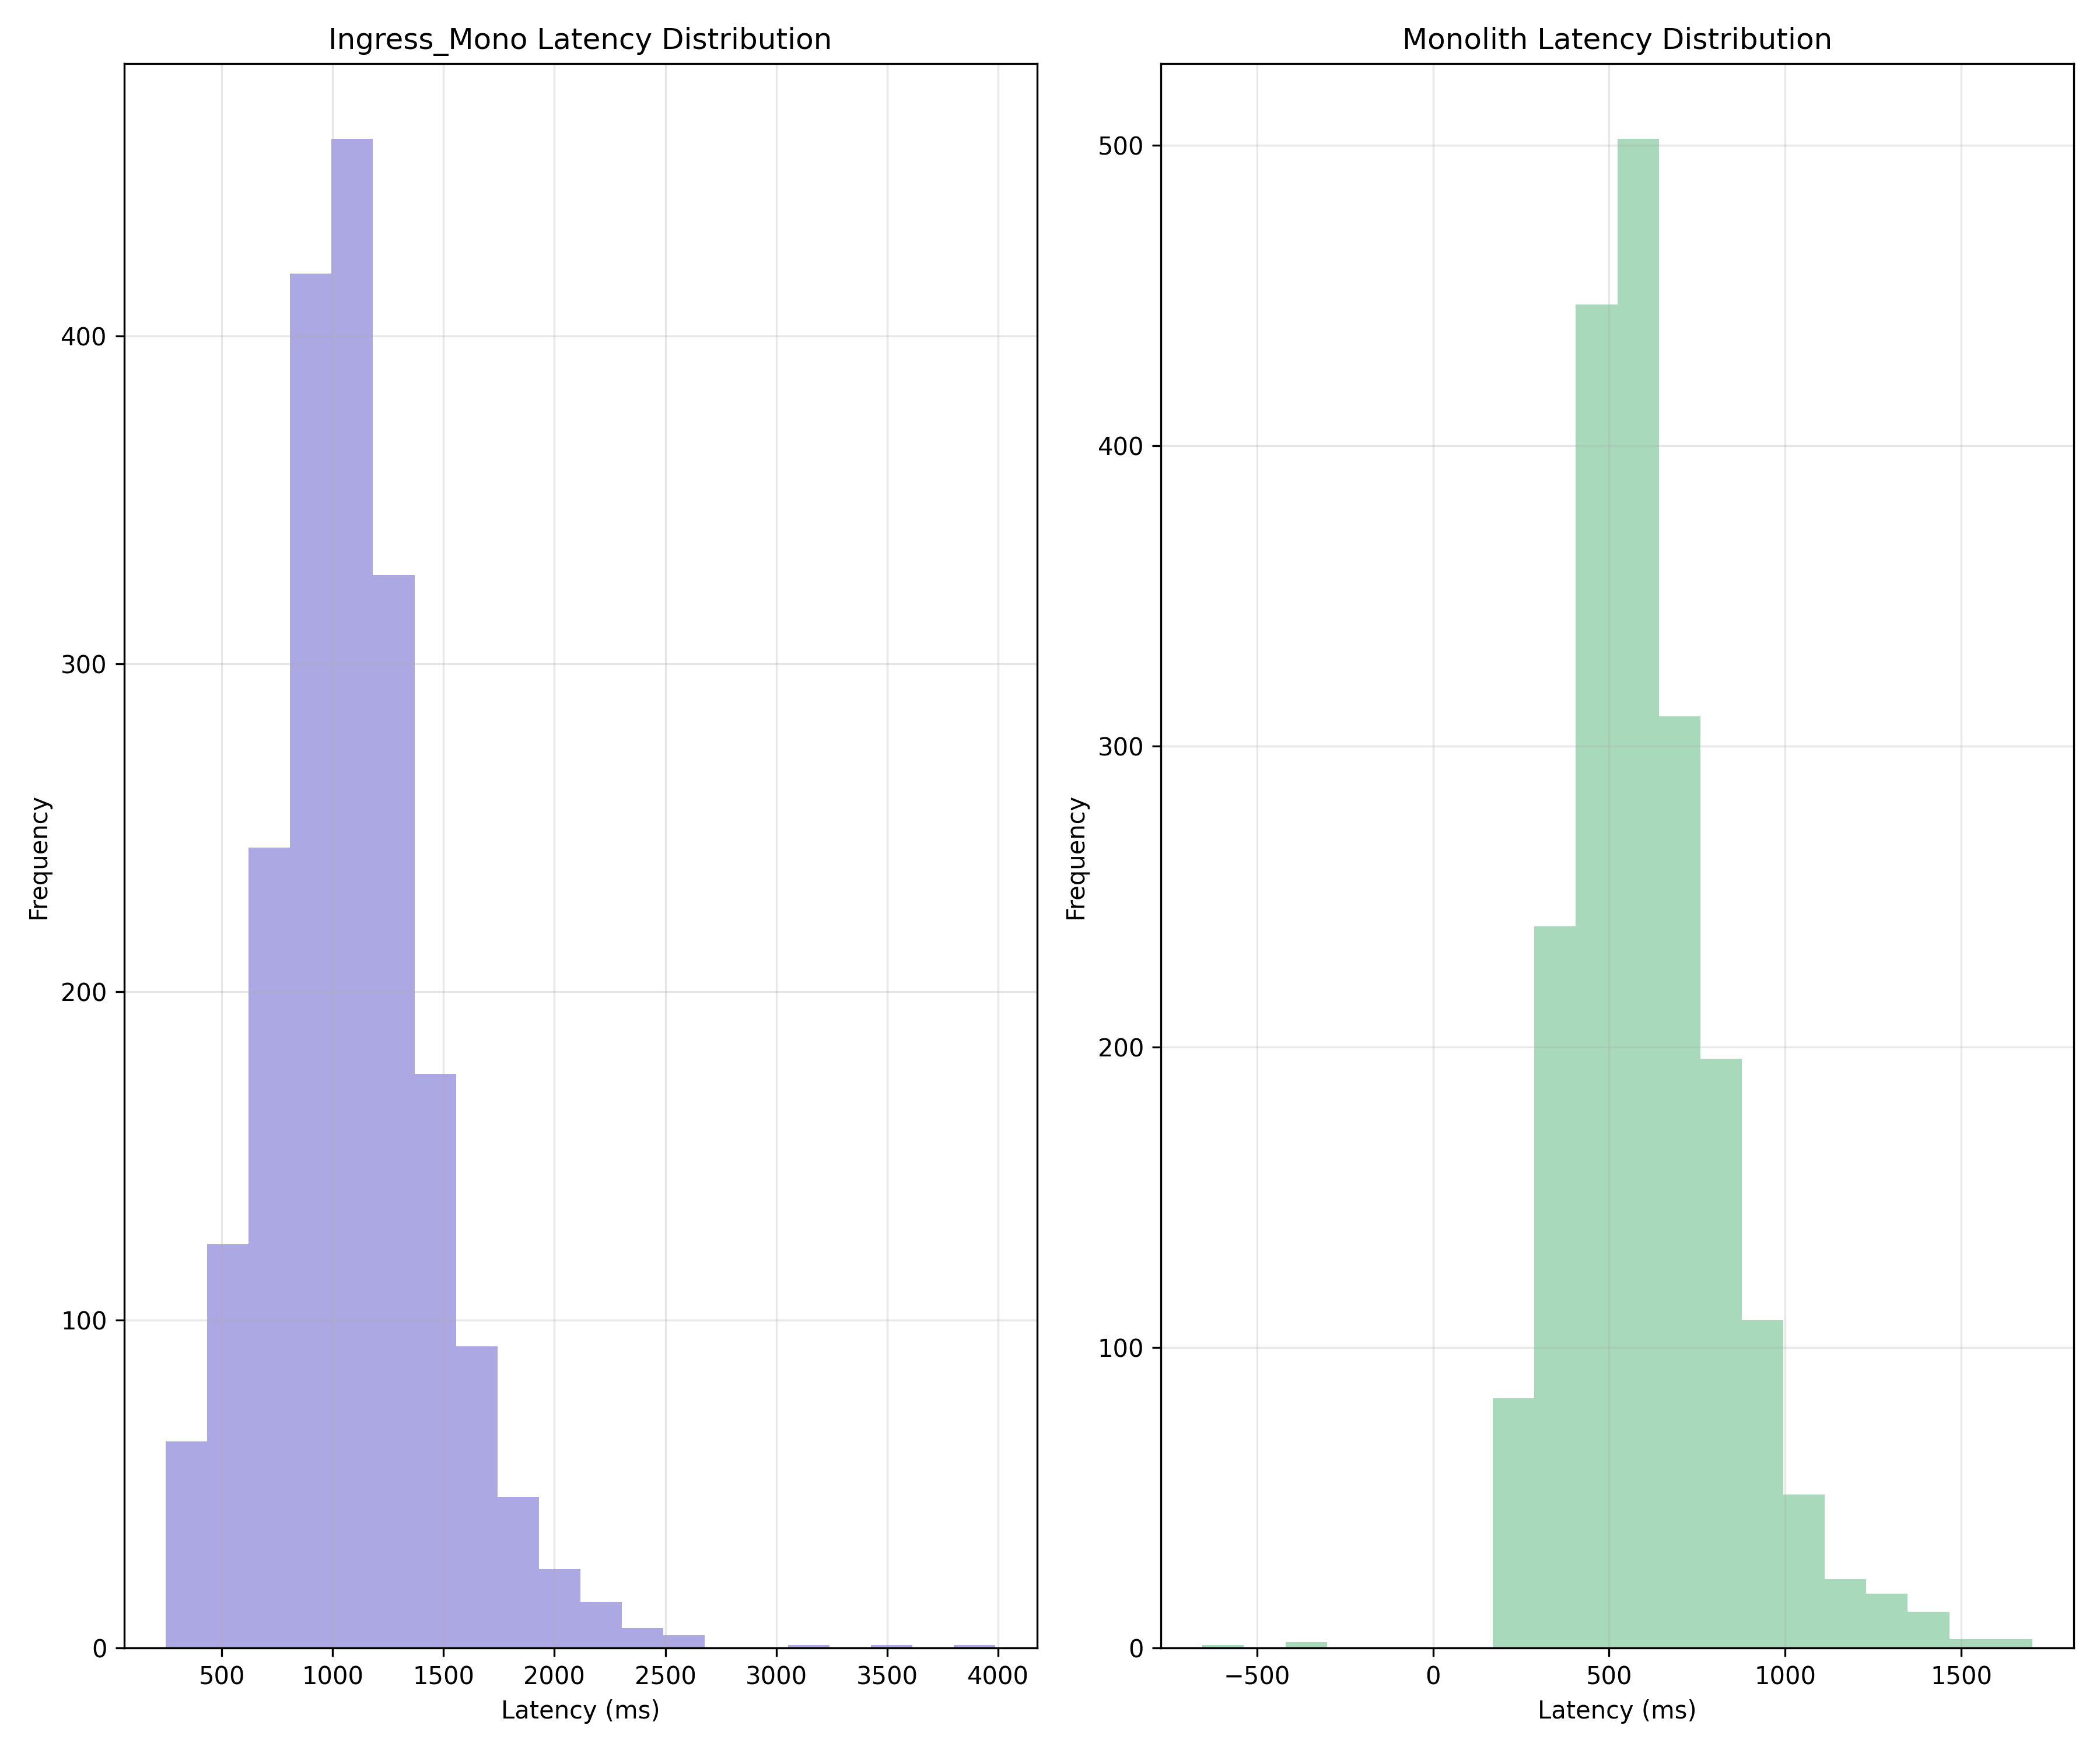 Ingress_Mono Latency Distribution
Frequency
400
300
200
100
0
500 1000 1500 2000 2500 3000 3500 4000
Latency (ms)
Monolith Latency Distribution
Frequency
500
400
300
200
100
0
−500 0 500 1000 1500
Latency (ms)